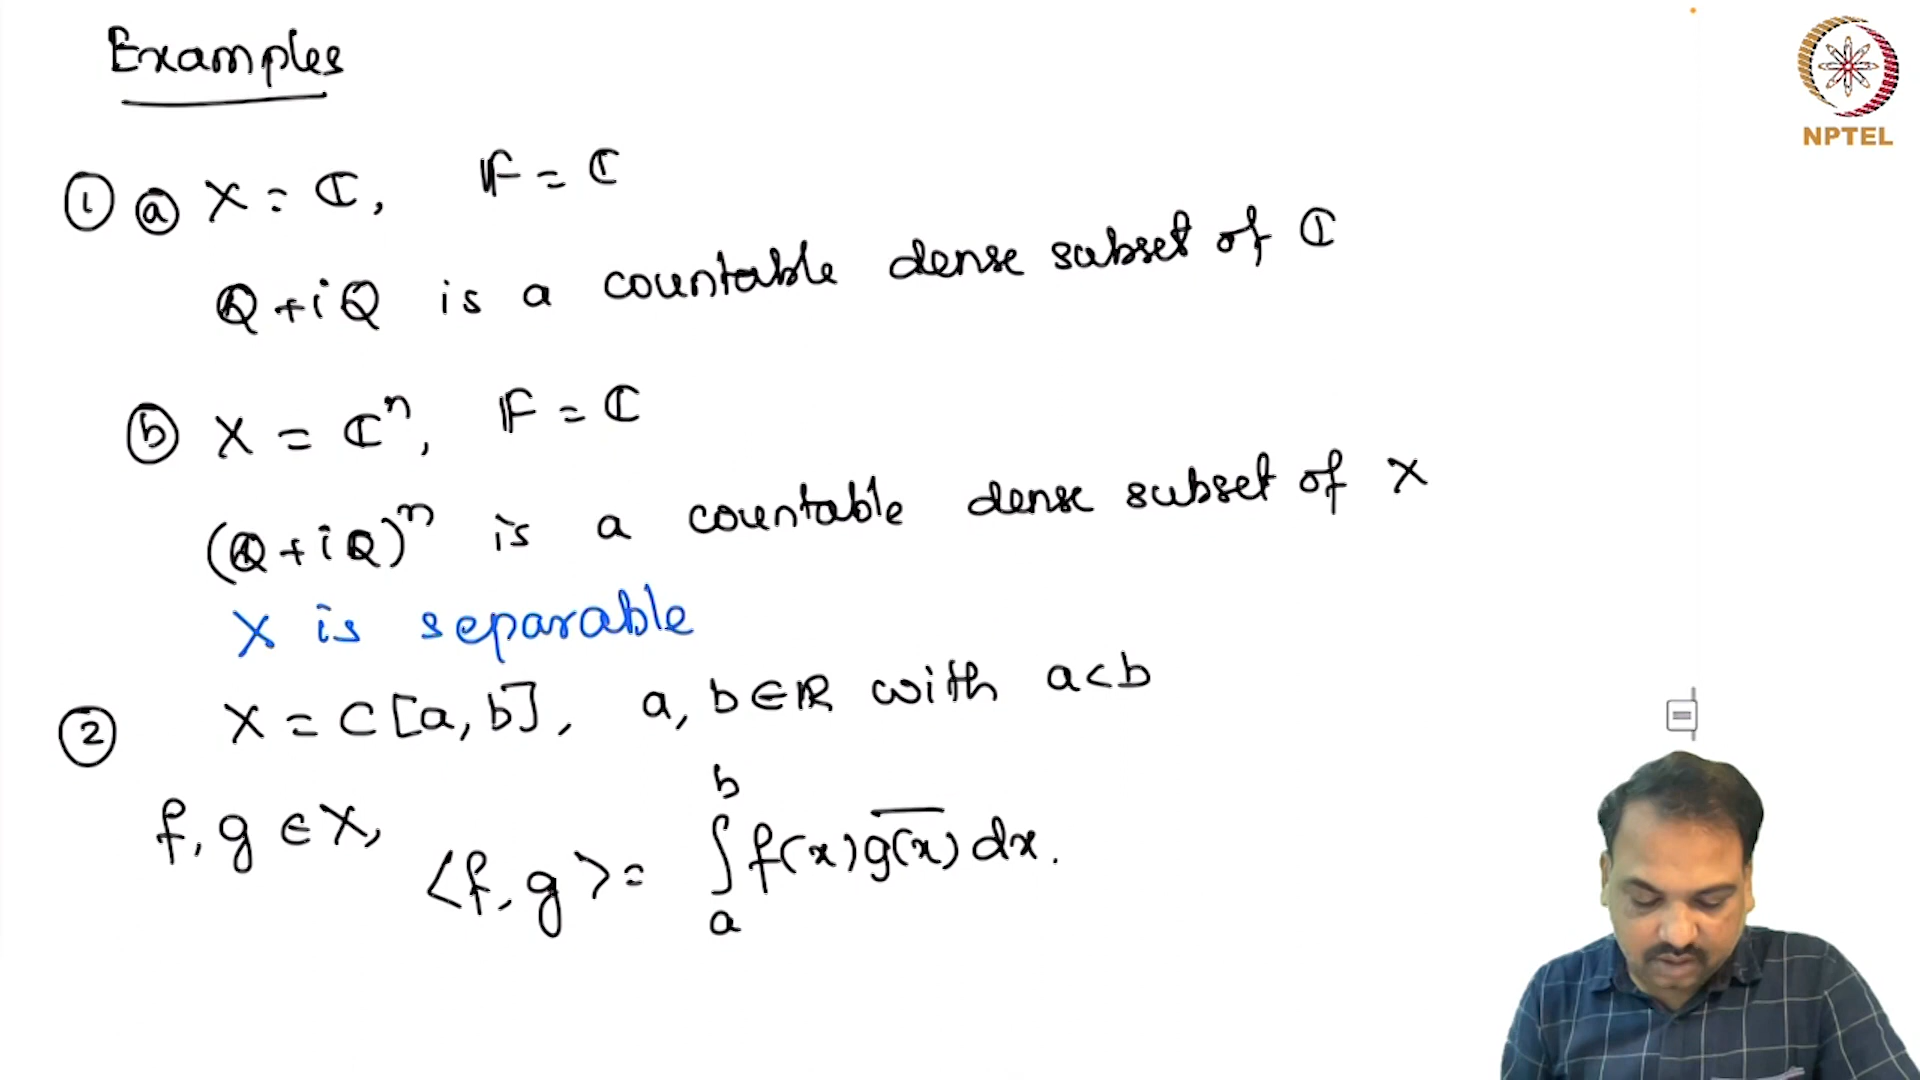 Examples
NPTEL
① ⓐ X = ℂ, 𝔽 = ℂ
ℚ + iℚ is a countable dense subset of ℂ
ⓑ X = ℂⁿ, 𝔽 = ℂ
(ℚ + iℚ)ⁿ is a countable dense subset of X
X is separable
② X = C[a, b], a, b ∈ ℝ with a < b
f, g ∈ X, <f, g> = ∫ₐᵇ f(x) g̅(̅x̅)̅ dx.